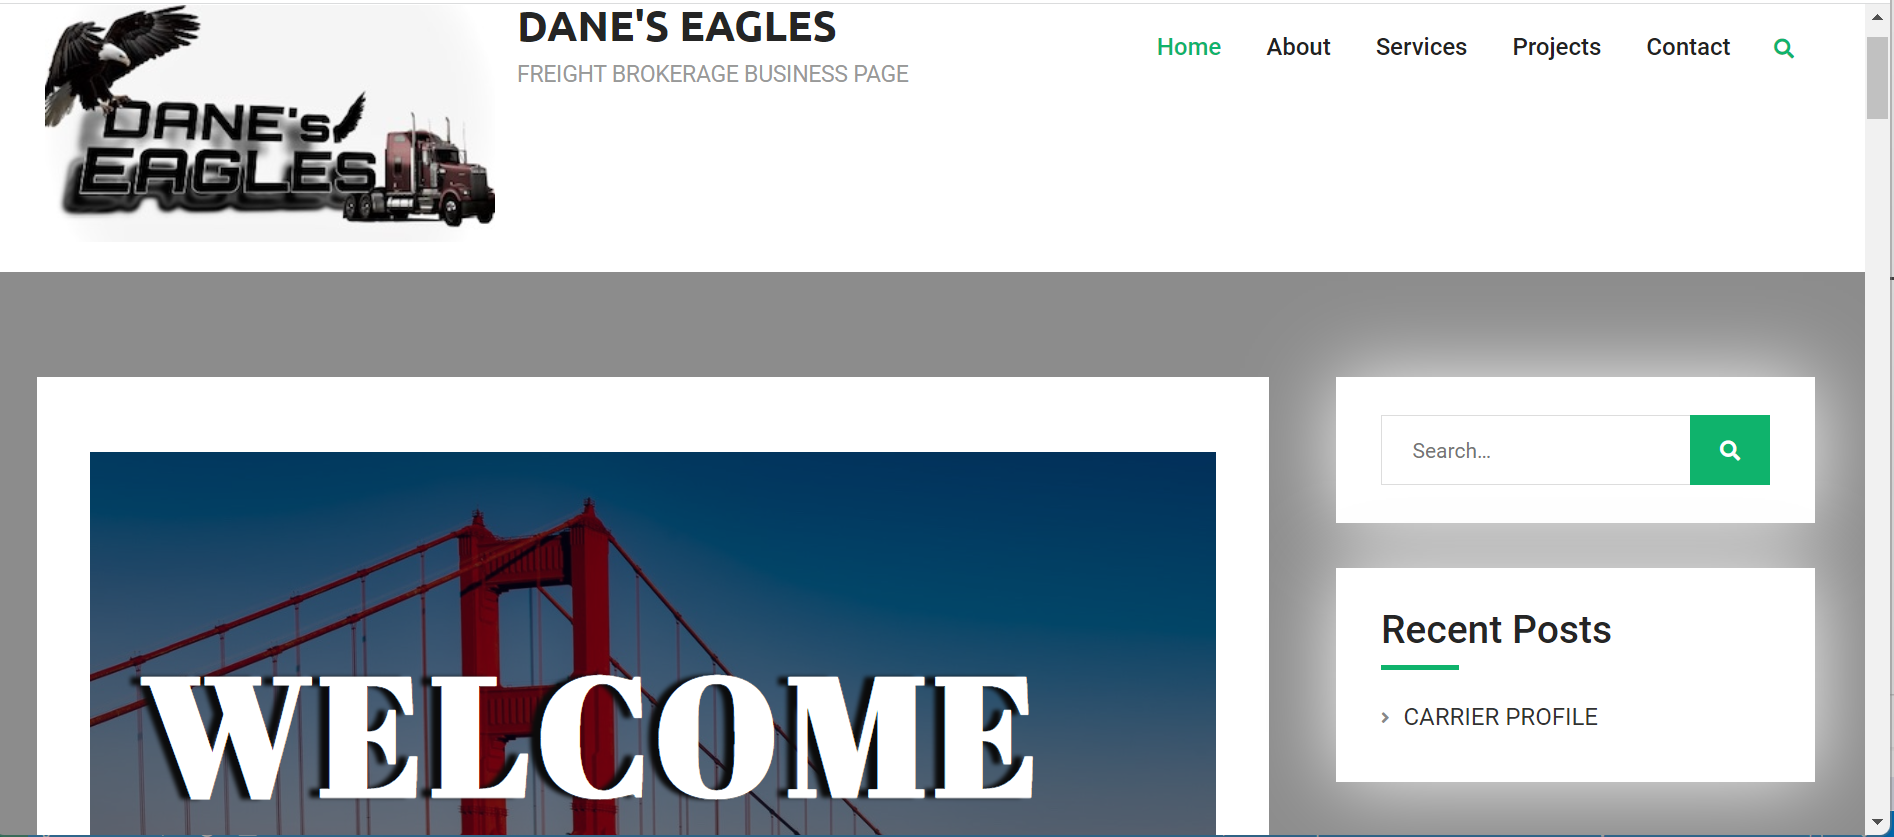 DANE'S EAGLES
FREIGHT BROKERAGE BUSINESS PAGE
Home About Services Projects Contact
DANE's
EAGLES
Search...
Recent Posts
CARRIER PROFILE
WELCOME